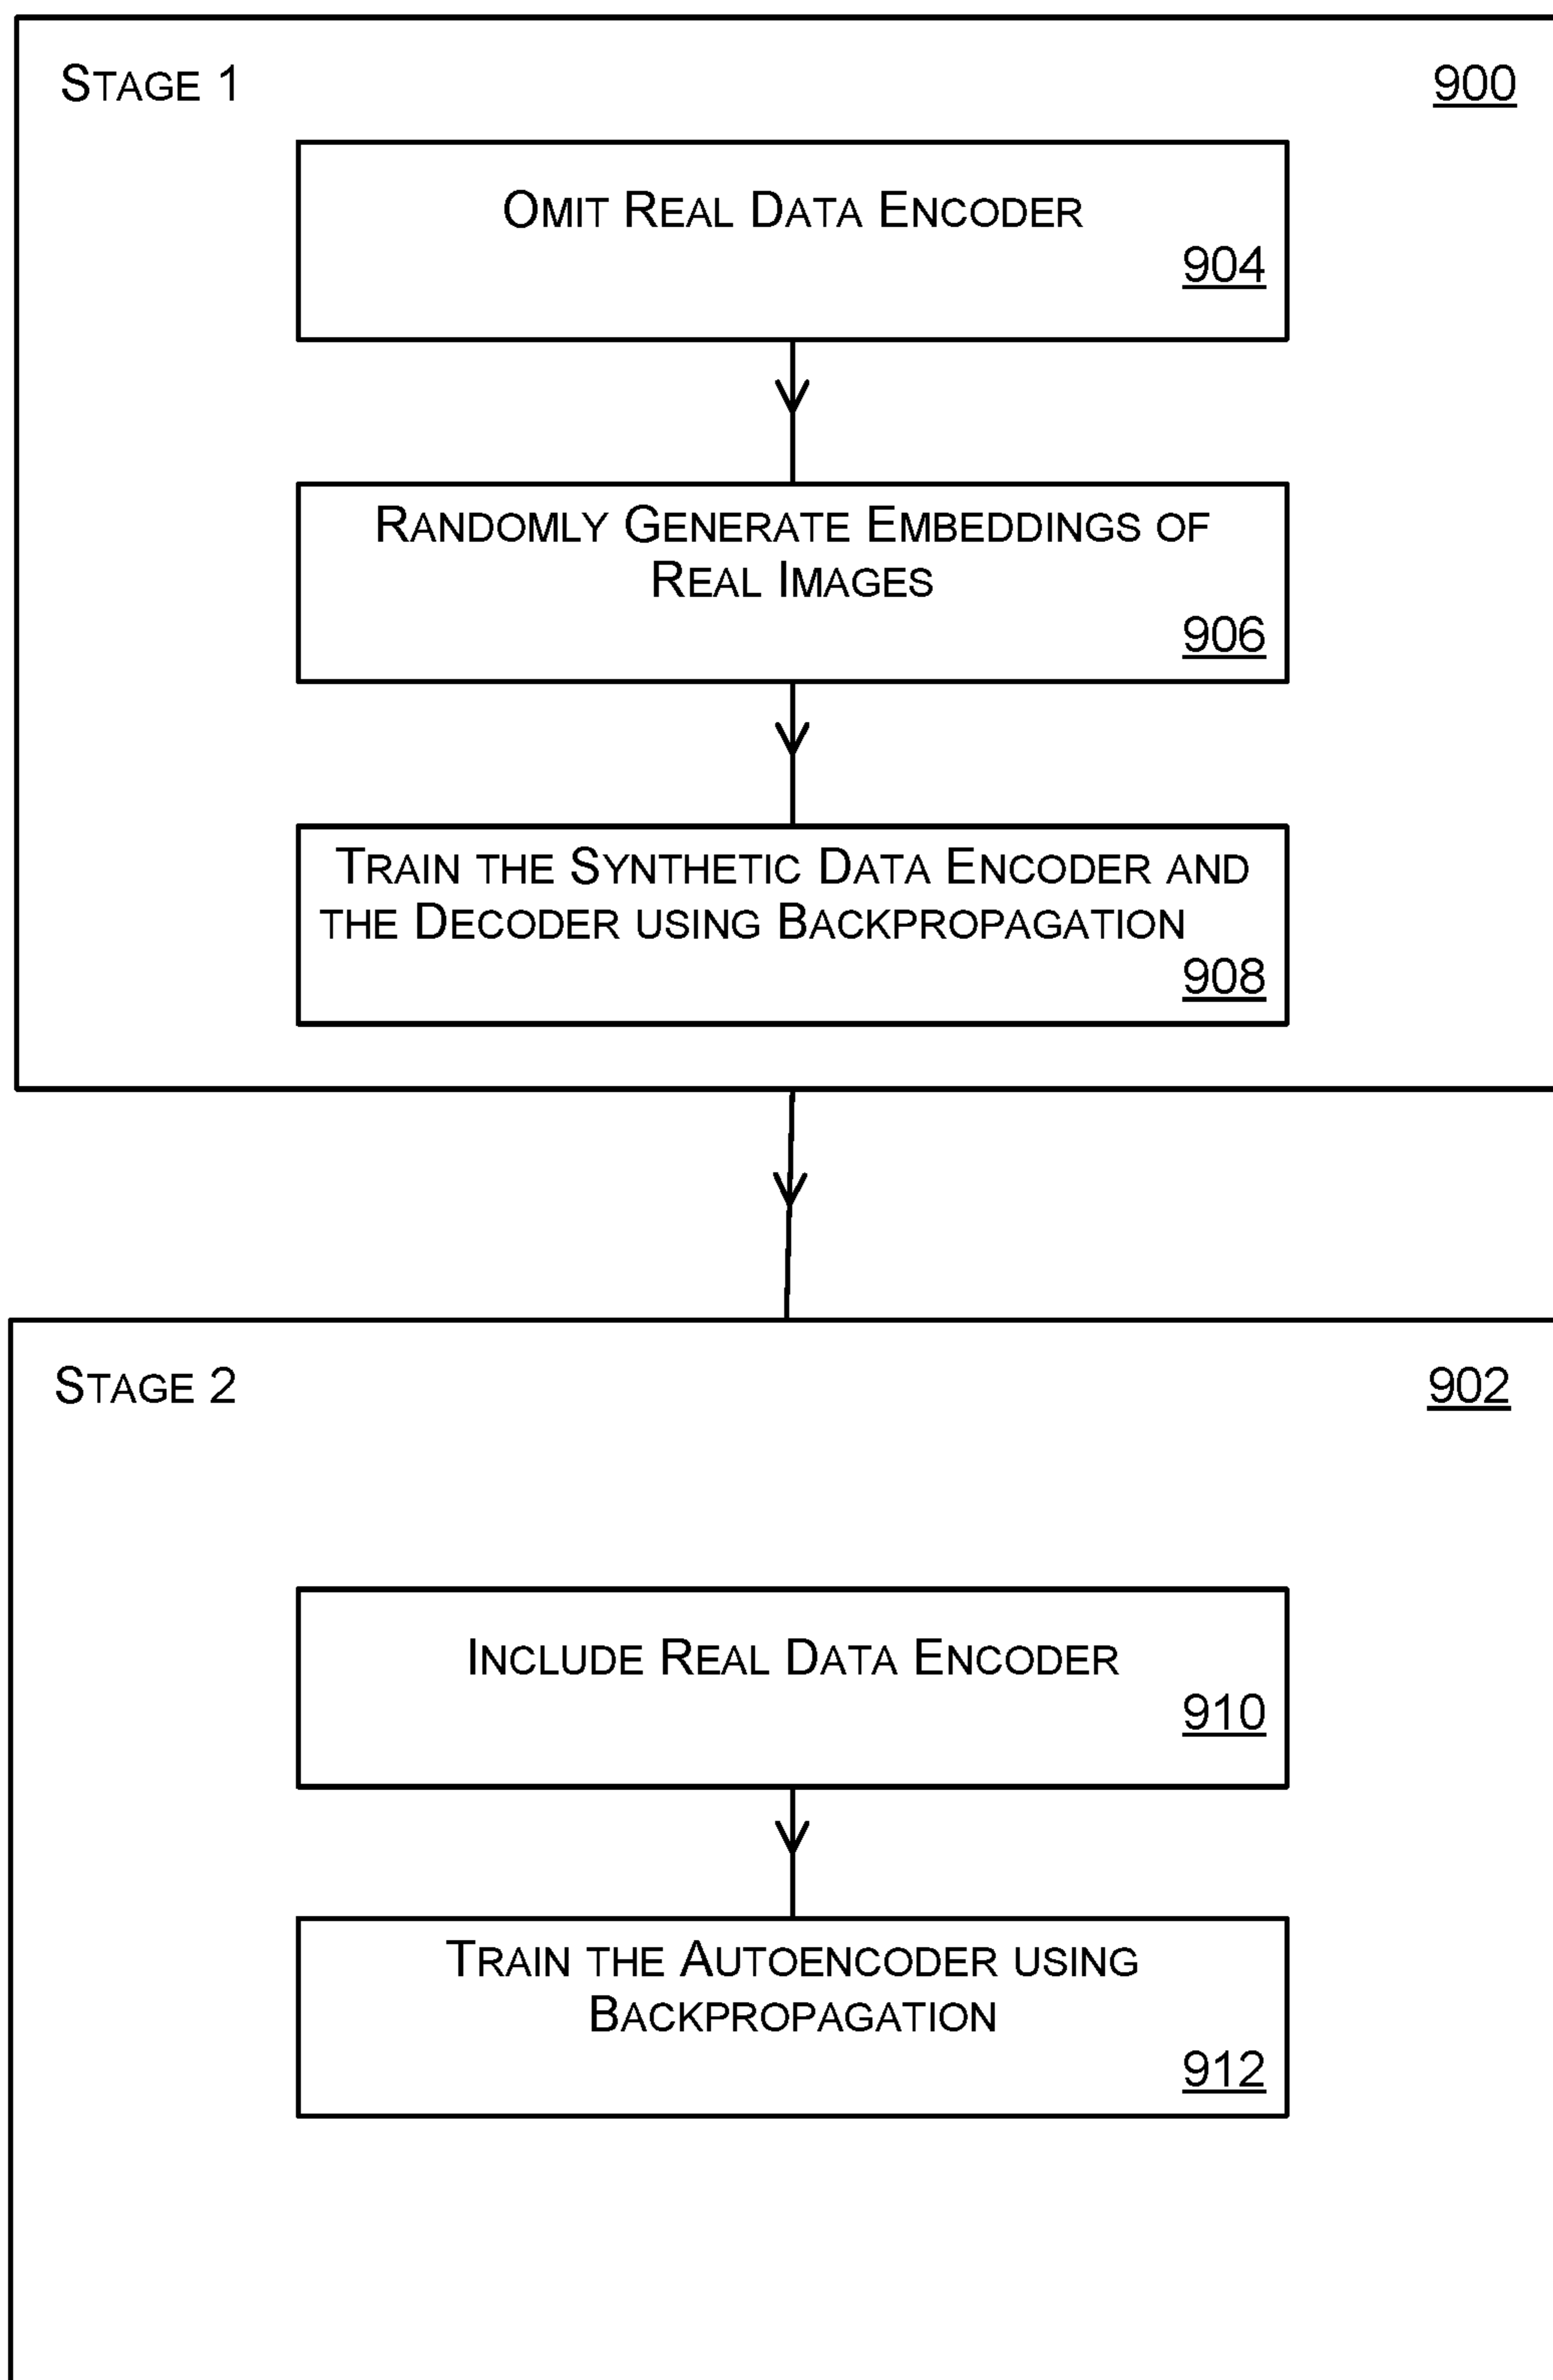 STAGE 1
900
OMIT REAL DATA ENCODER
904
RANDOMLY GENERATE EMBEDDINGS OF
REAL IMAGES
906
TRAIN THE SYNTHETIC DATA ENCODER AND
THE DECODER USING BACKPROPAGATION
908
STAGE 2
902
INCLUDE REAL DATA ENCODER
910
TRAIN THE AUTOENCODER USING
BACKPROPAGATION
912